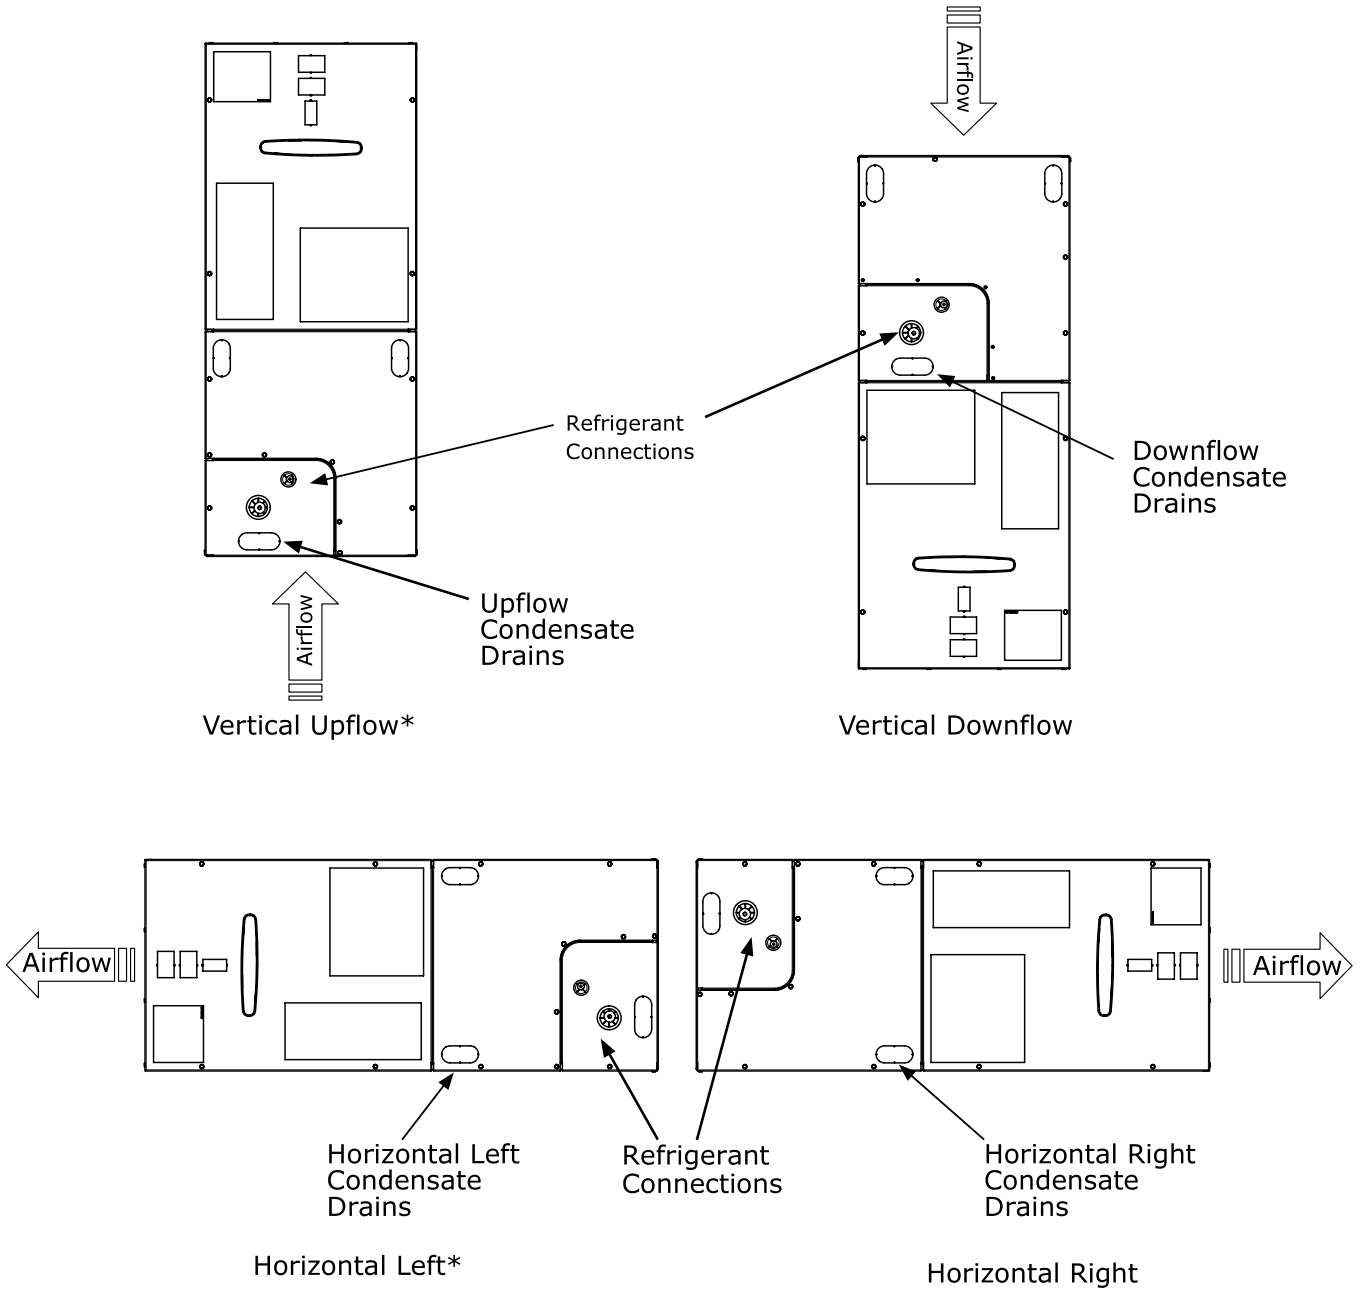 Airflow
Refrigerant
Connections
Downflow
Condensate
Drains
Upflow
Condensate
Drains
Airflow
Vertical Upflow*
Vertical Downflow
Airflow
Airflow
Horizontal Left
Condensate
Drains
Refrigerant
Connections
Horizontal Right
Condensate
Drains
Horizontal Left*
Horizontal Right